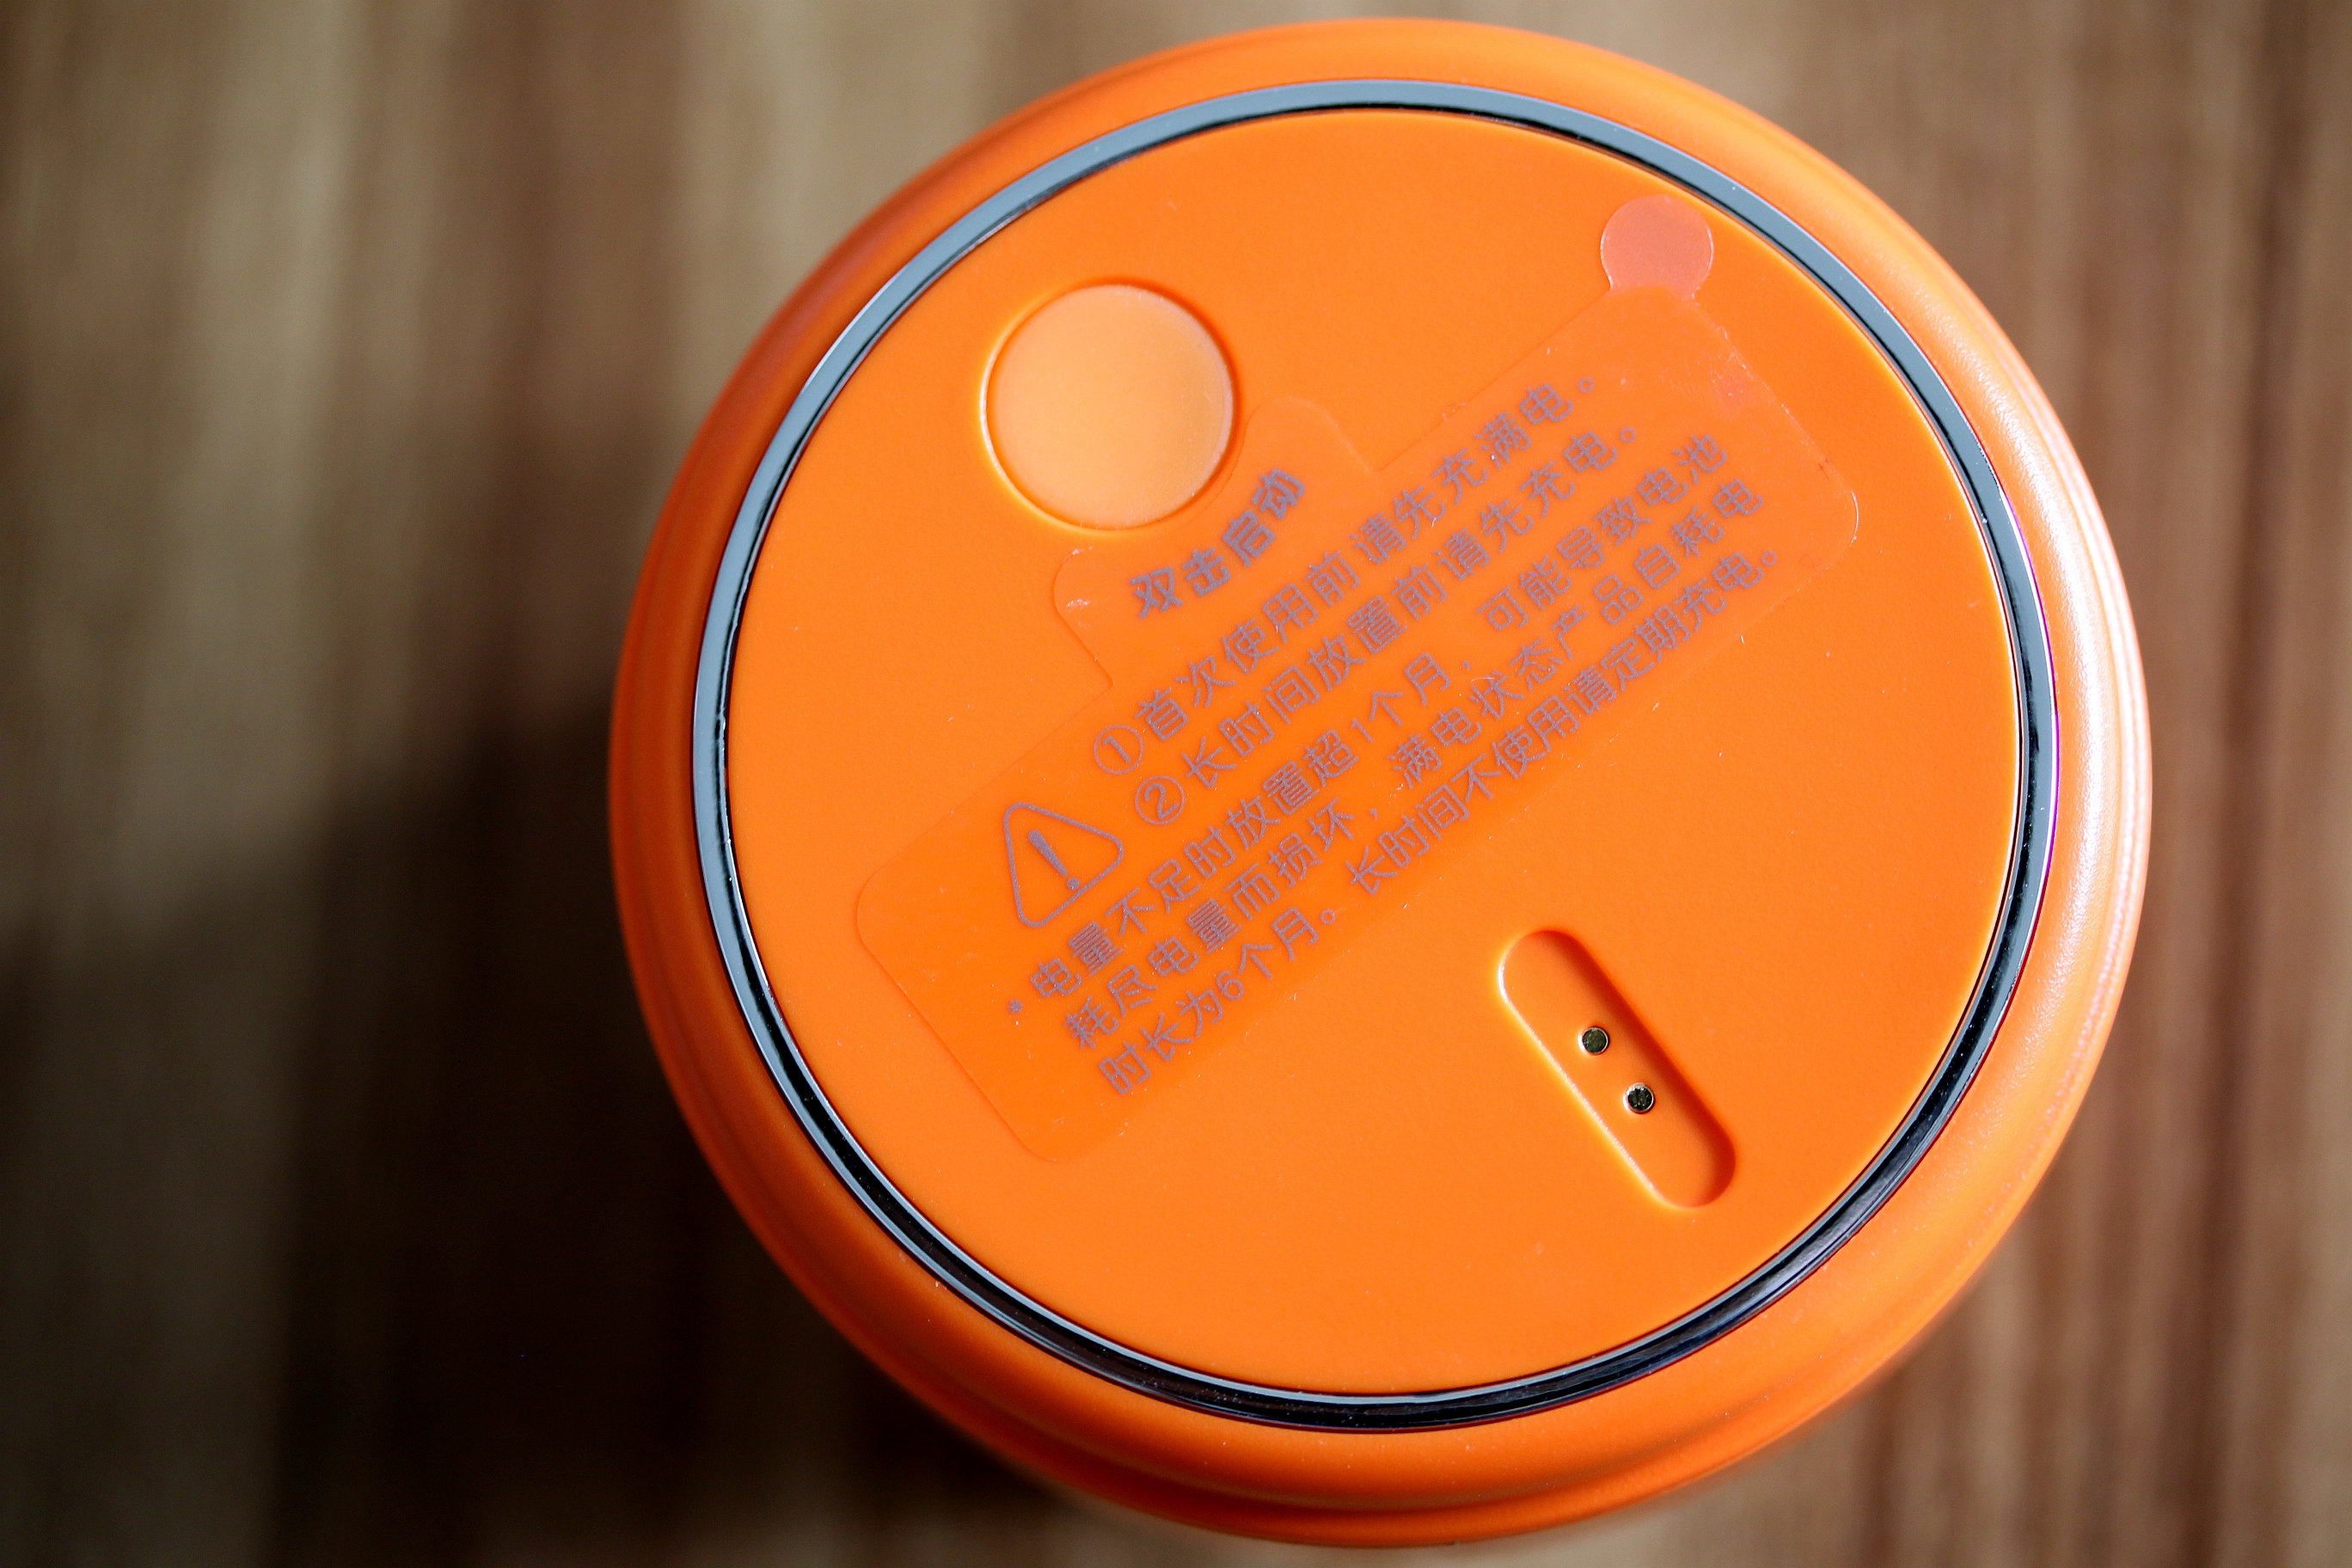 双击启动
①首次使用前请先充满电。
②长时间放置前请先充电。
*电量不足时放置超1个月，可能导致电池
耗尽电量而损坏，满电状态产品自耗电
时长为6个月。长时间不使用请定期充电。